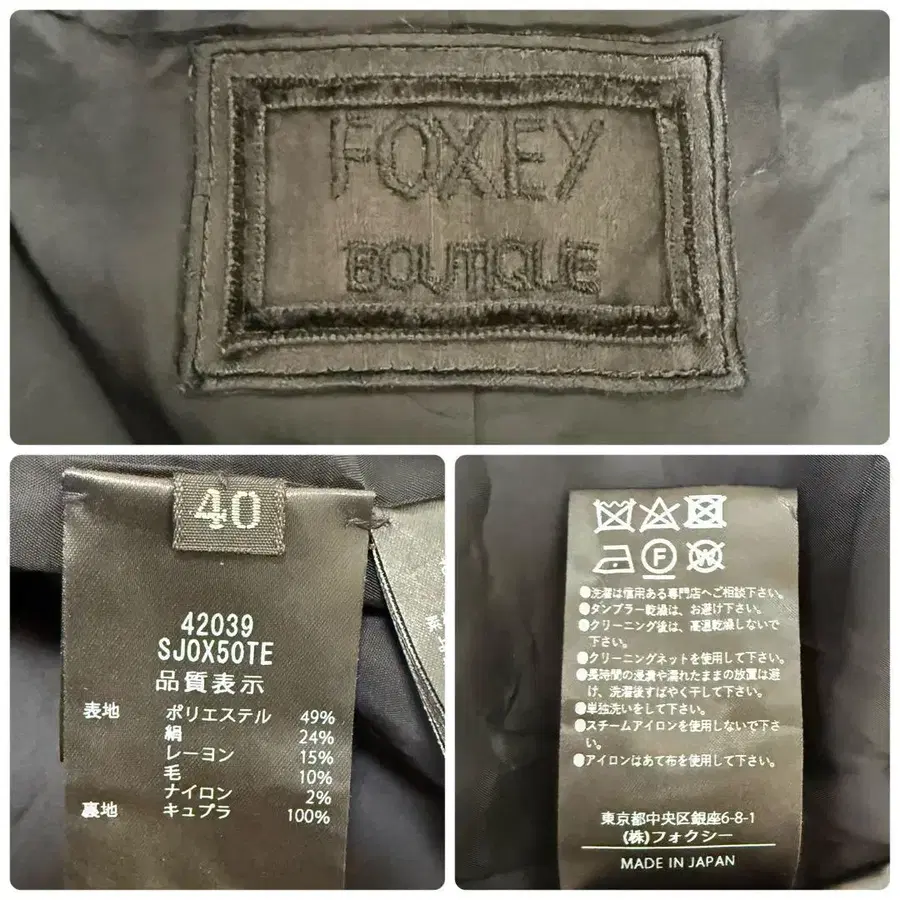 FOXEY
BOUTIQUE
40
42039
SJOX50TE
品質表示
表地 ポリエステル 49%
絹 24%
レーヨン 15%
毛 10%
ナイロン 2%
裏地 キュプラ 100%
F
W
●洗濯は信用ある専門店へご相談下さい。
●タンブラー乾燥は、お避け下さい。
●クリーニング後は、高温乾燥しないで
下さい。
●クリーニングネットを使用して下さい。
●長時間の浸漬や濡れたままの放置は避
け、洗濯後すばやく干して下さい。
●単独洗いをして下さい。
●スチームアイロンを使用しないで下さ
い。
●アイロンはあて布を使用して下さい。
東京都中央区銀座6-8-1
(株)フォクシー
MADE IN JAPAN